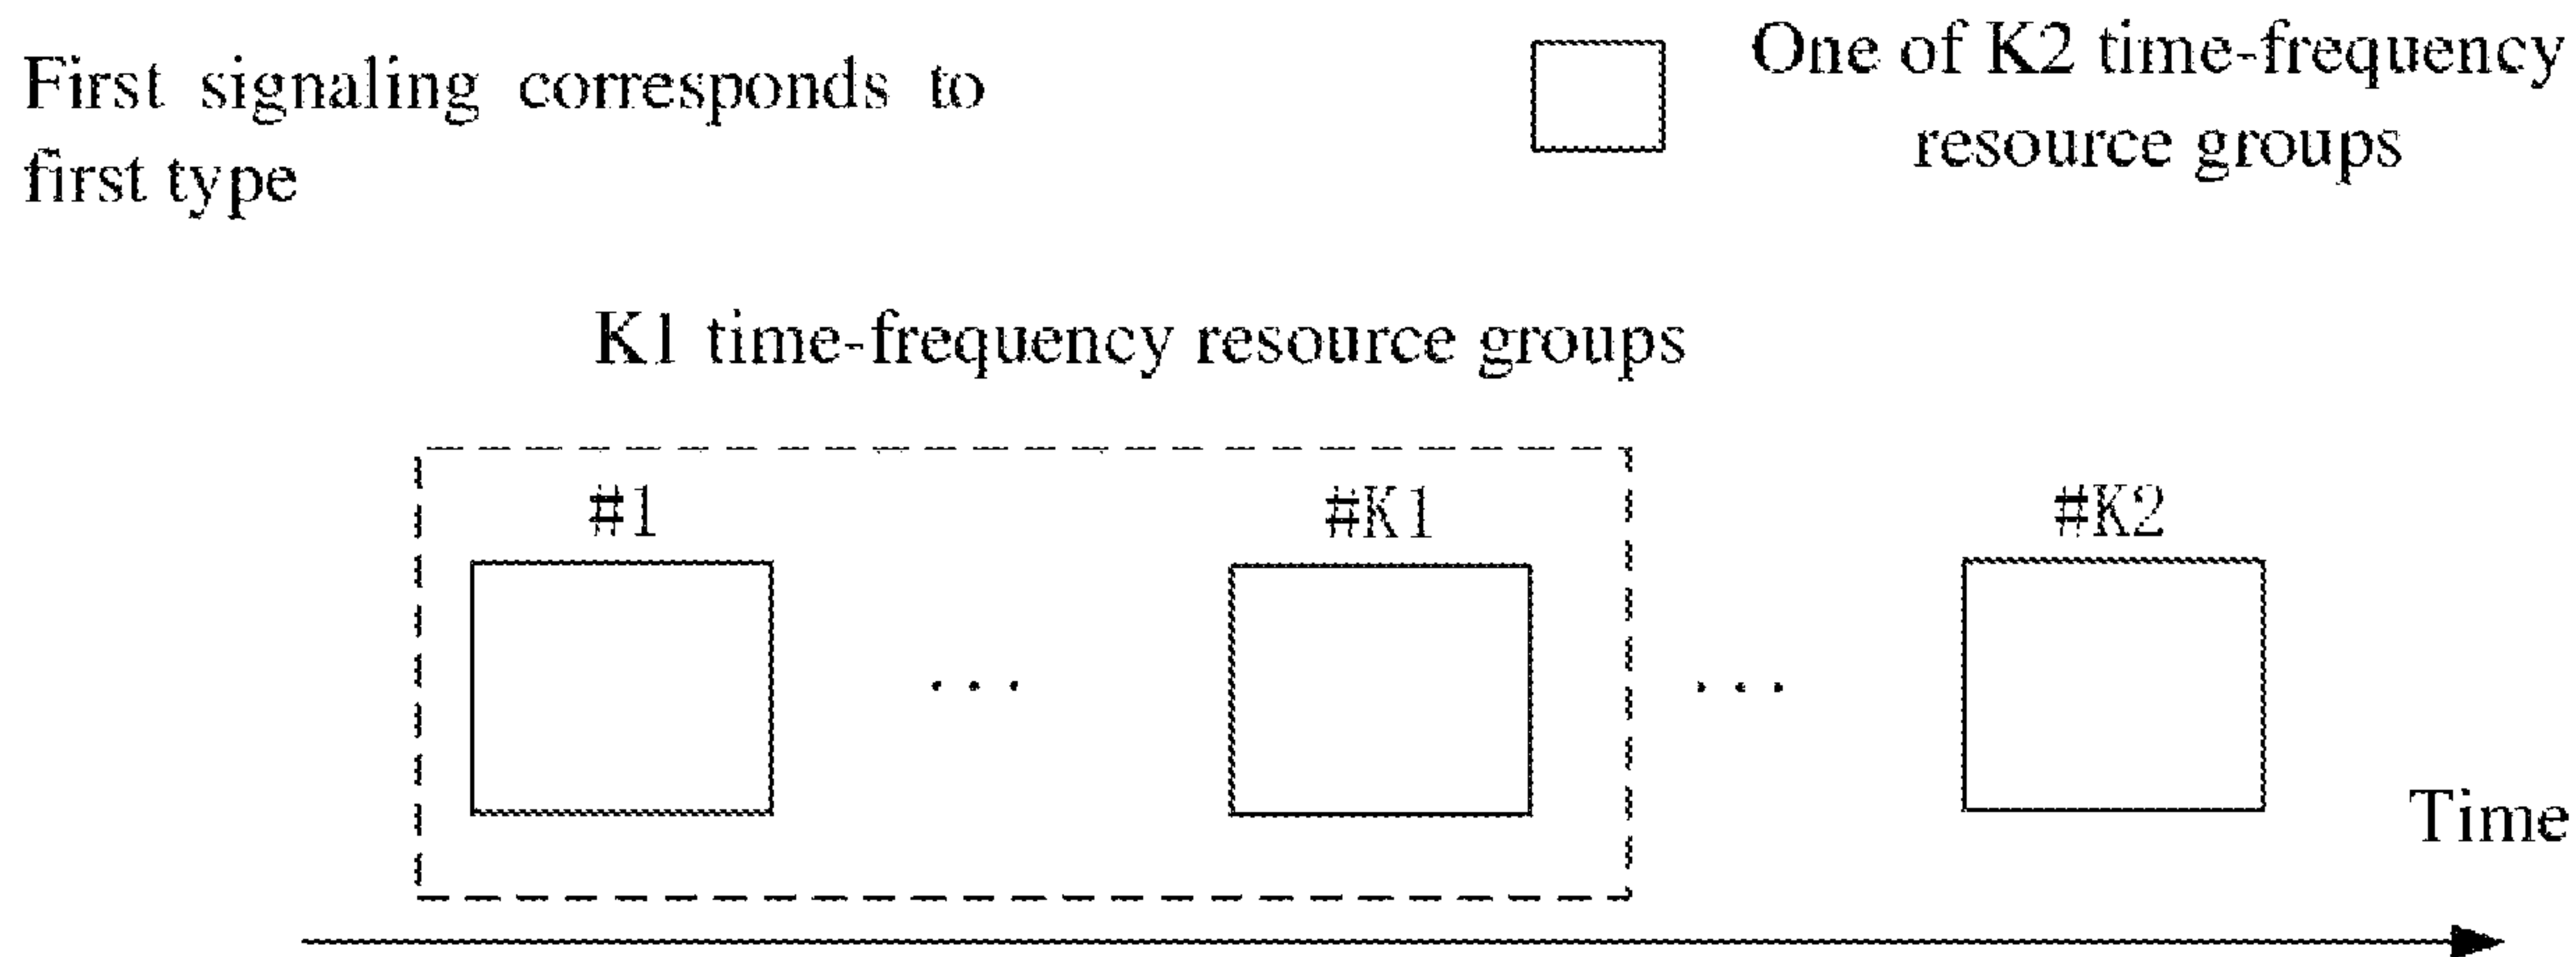 First signaling corresponds to
first type
One of K2 time-frequency
resource groups
K1 time-frequency resource groups
#1
#K1
#K2
...
...
Time